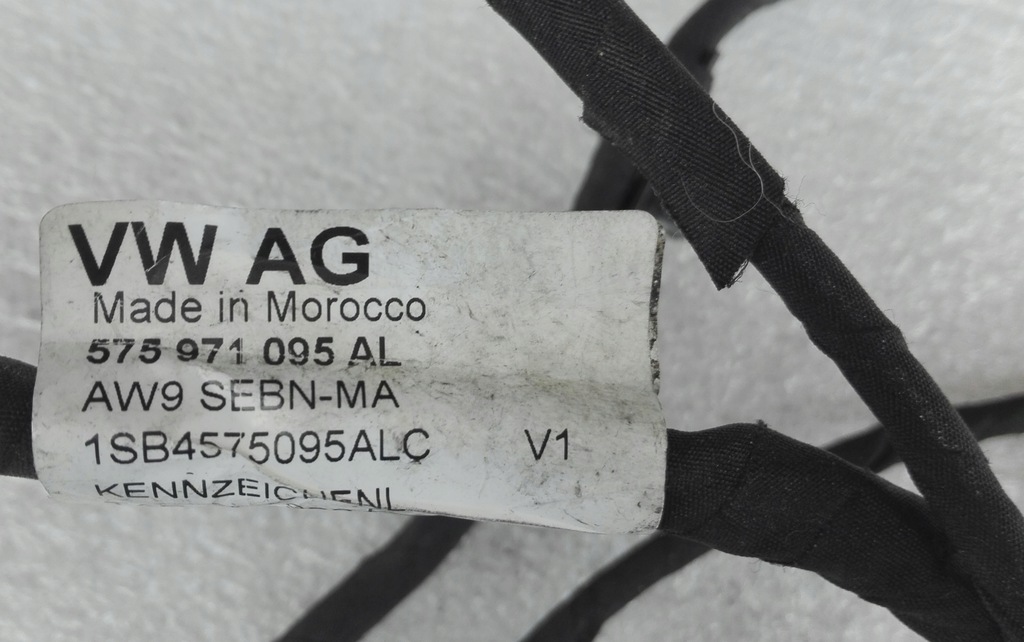 VW AG
Made in Morocco
575 971 095 AL
AW9 SEBN-MA
1SB4575095ALC V1